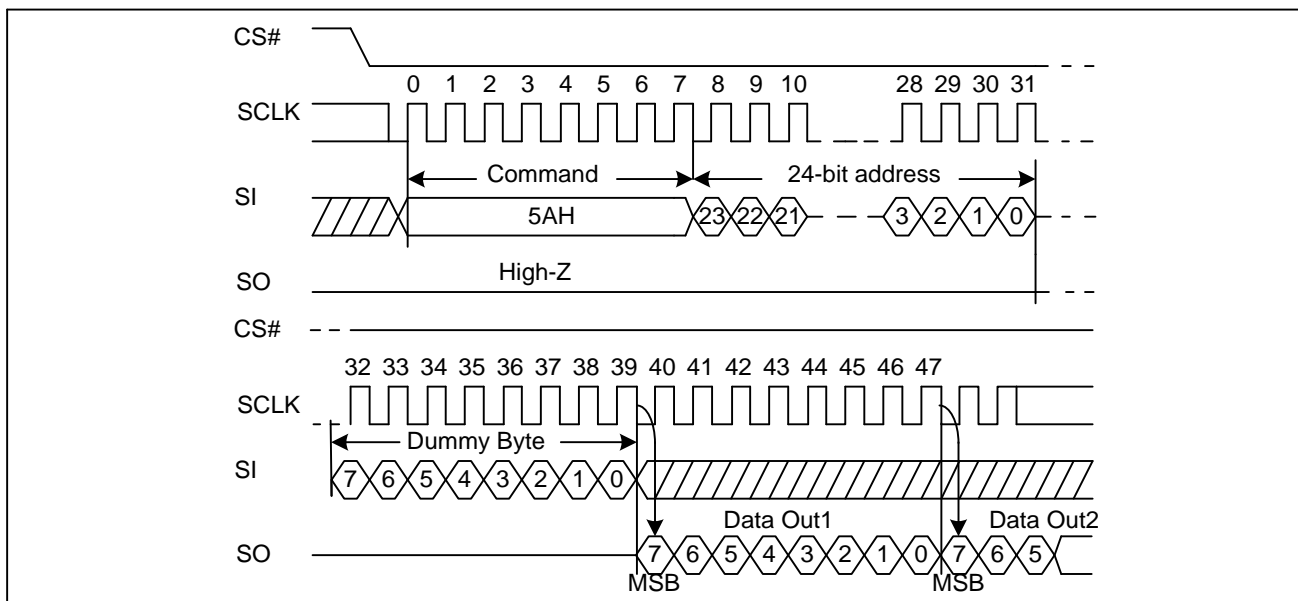 CS#
0 1 2 3 4 5 6 7 8 9 10 28 29 30 31
SCLK
Command 24-bit address
SI
5AH 23 22 21 3 2 1 0
High-Z
SO
CS#
32 33 34 35 36 37 38 39 40 41 42 43 44 45 46 47
SCLK
Dummy Byte
SI
7 6 5 4 3 2 1 0
Data Out1 Data Out2
SO
7 6 5 4 3 2 1 0 7 6 5
MSB MSB